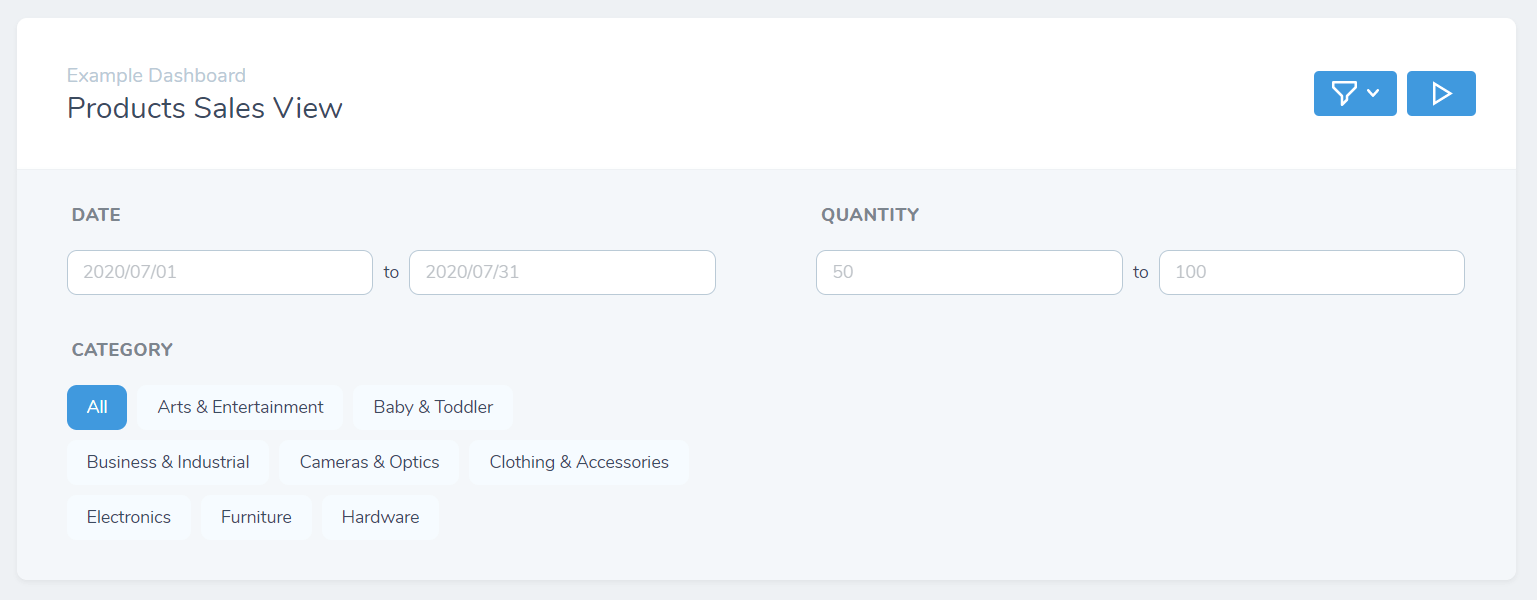 Example Dashboard
Products Sales View
DATE
2020/07/01 to 2020/07/31
QUANTITY
50 to 100
CATEGORY
All Arts & Entertainment Baby & Toddler
Business & Industrial Cameras & Optics Clothing & Accessories
Electronics Furniture Hardware